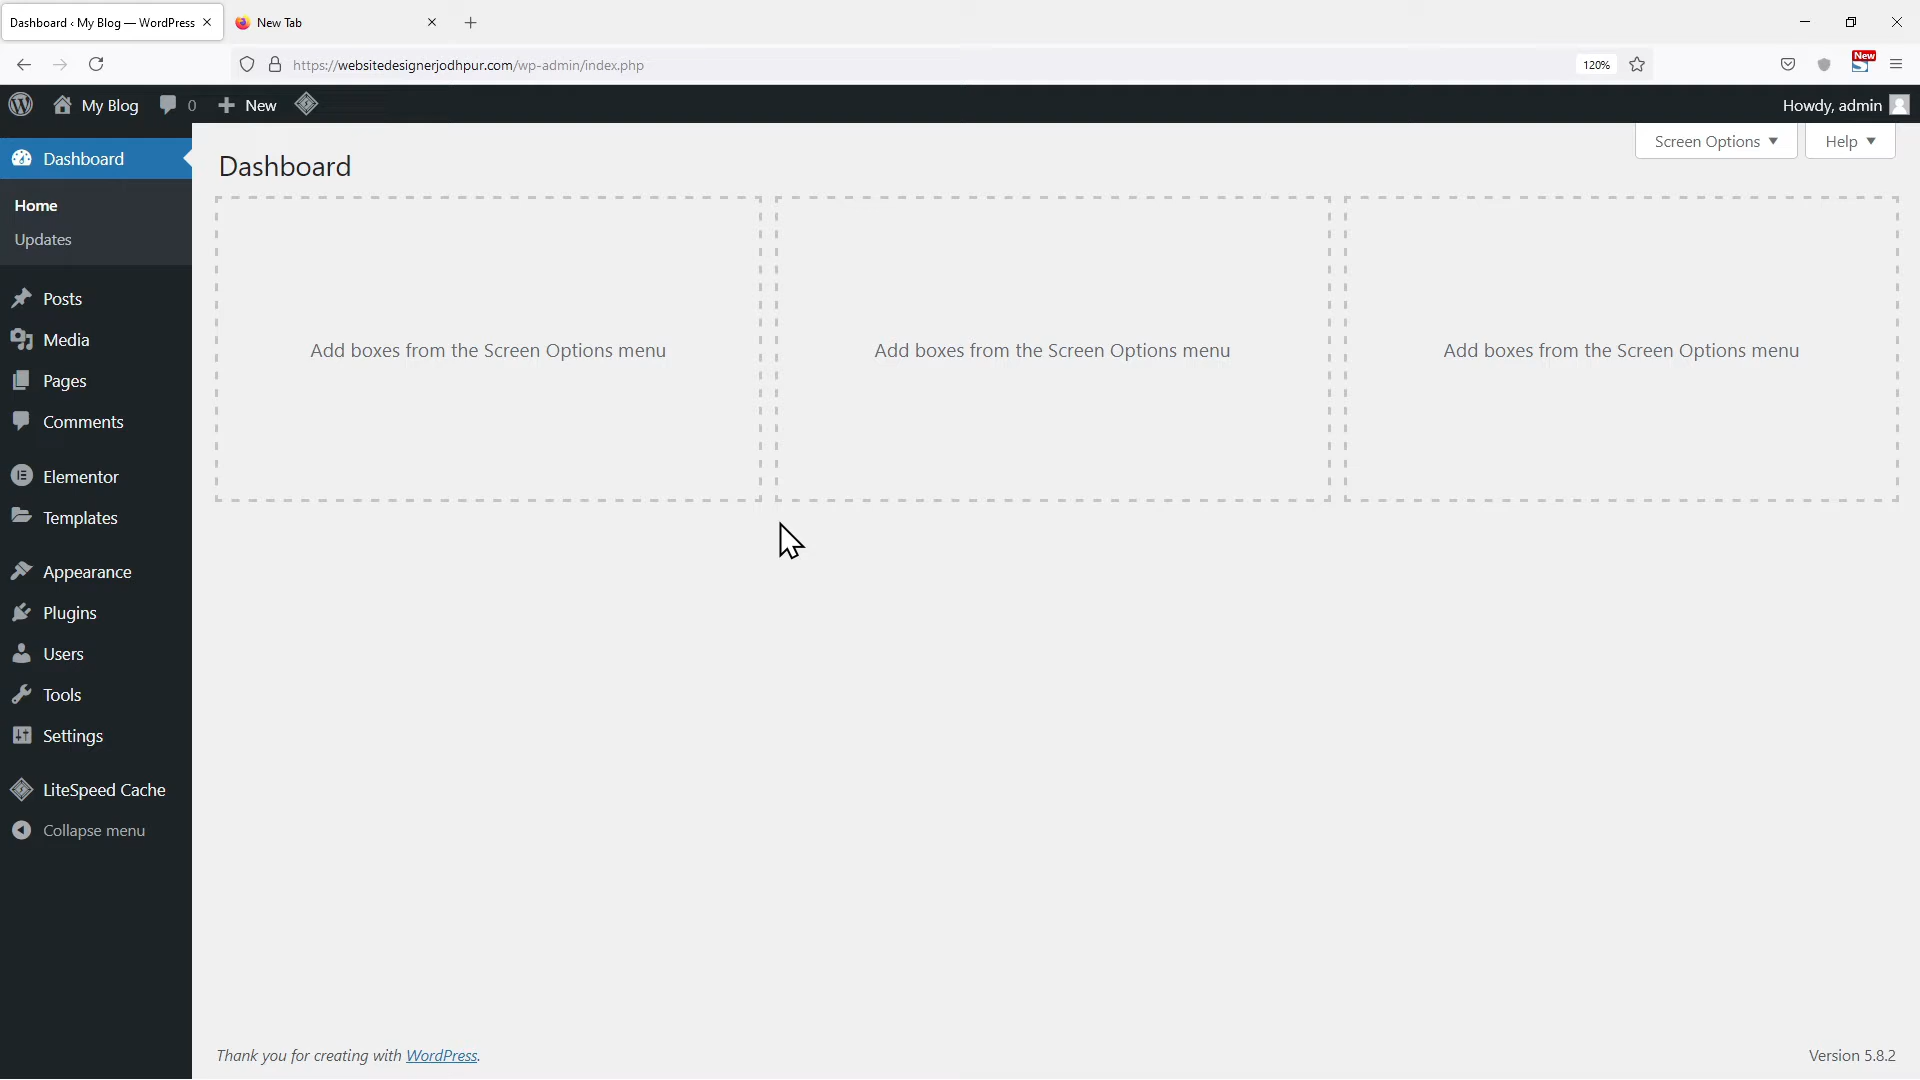 Dashboard ‹ My Blog — WordPress
New Tab
https://websitedesignerjodhpur.com/wp-admin/index.php
120%
New
My Blog
0
New
Howdy, admin
Dashboard
Home
Updates
Posts
Media
Pages
Comments
Elementor
Templates
Appearance
Plugins
Users
Tools
Settings
LiteSpeed Cache
Collapse menu
Screen Options
Help
Dashboard
Add boxes from the Screen Options menu
Add boxes from the Screen Options menu
Add boxes from the Screen Options menu
Thank you for creating with WordPress.
Version 5.8.2